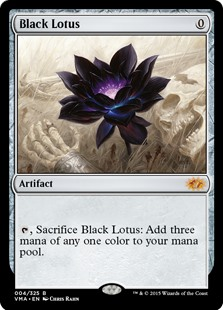 Black Lotus 0
Artifact
, Sacrifice Black Lotus: Add three
mana of any one color to your mana
pool.
004/325 B
VMA • EN Chris Rahn
™ & © 2015 Wizards of the Coast